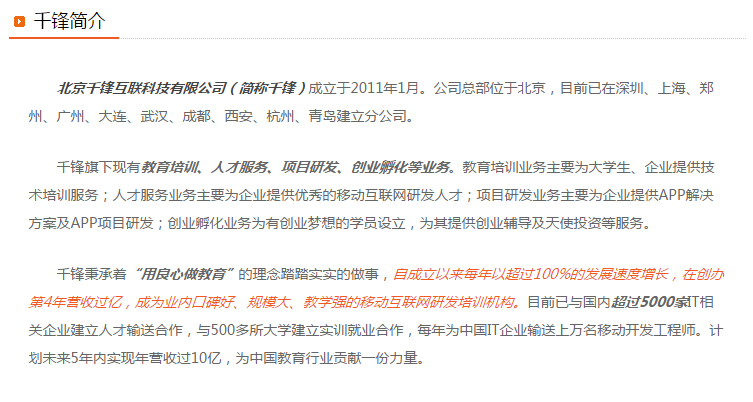 千锋简介
北京千锋互联科技有限公司（简称千锋）成立于2011年1月。公司总部位于北京，目前已在深圳、上海、郑
州、广州、大连、武汉、成都、西安、杭州、青岛建立分公司。
千锋旗下现有教育培训、人才服务、项目研发、创业孵化等业务。教育培训业务主要为大学生、企业提供技
术培训服务；人才服务业务主要为企业提供优秀的移动互联网研发人才；项目研发业务主要为企业提供APP解决
方案及APP项目研发；创业孵化业务为有创业梦想的学员设立，为其提供创业辅导及天使投资等服务。
千锋秉承着“用良心做教育”的理念踏踏实实的做事，自成立以来每年以超过100%的发展速度增长，在创办
第4年营收过亿，成为业内口碑好、规模大、教学强的移动互联网研发培训机构。目前已与国内超过5000家IT相
关企业建立人才输送合作，与500多所大学建立实训就业合作，每年为中国IT企业输送上万名移动开发工程师。计
划未来5年内实现年营收过10亿，为中国教育行业贡献一份力量。